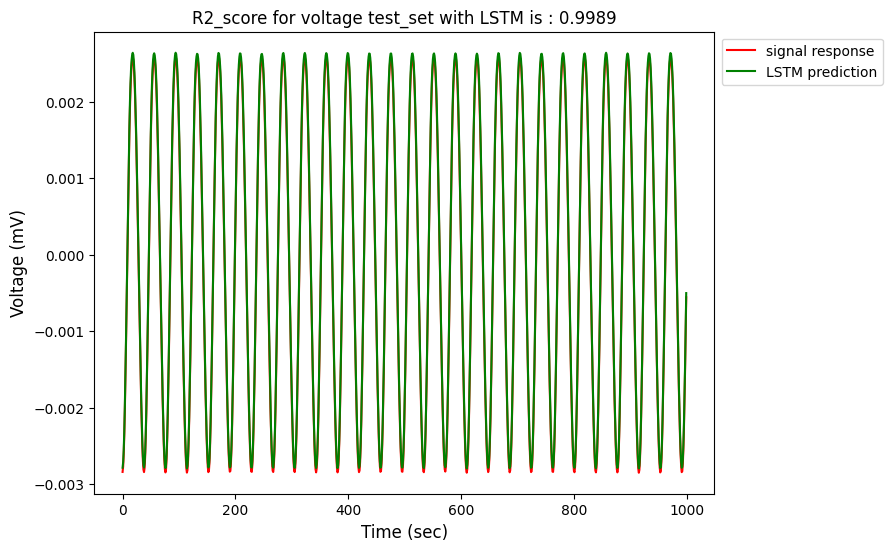 R2_score for voltage test_set with LSTM is : 0.9989
signal response
LSTM prediction
Voltage (mV)
0.002
0.001
0.000
−0.001
−0.002
−0.003
0 200 400 600 800 1000
Time (sec)